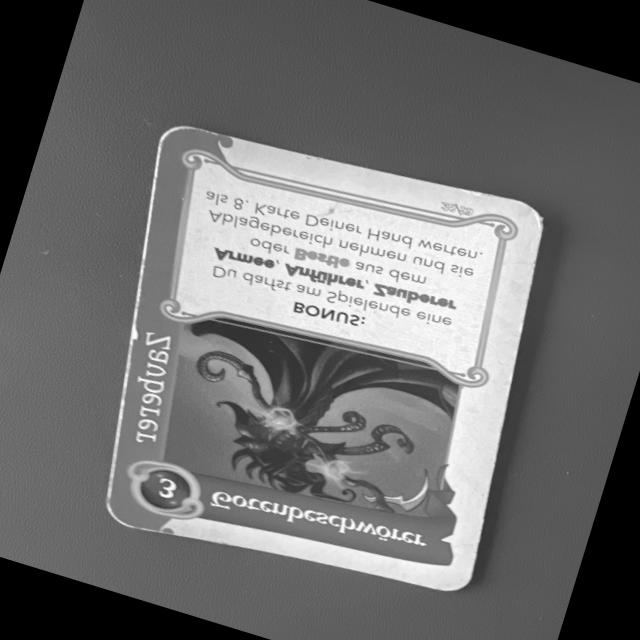 3
Totenbeschwörer
Zauberer
BONUS:
Du darfst am Spielende eine
Armee, Anführer, Zauberer
oder Bestie aus dem
Ablagebereich nehmen und sie
als 8. Karte Deiner Hand werten.